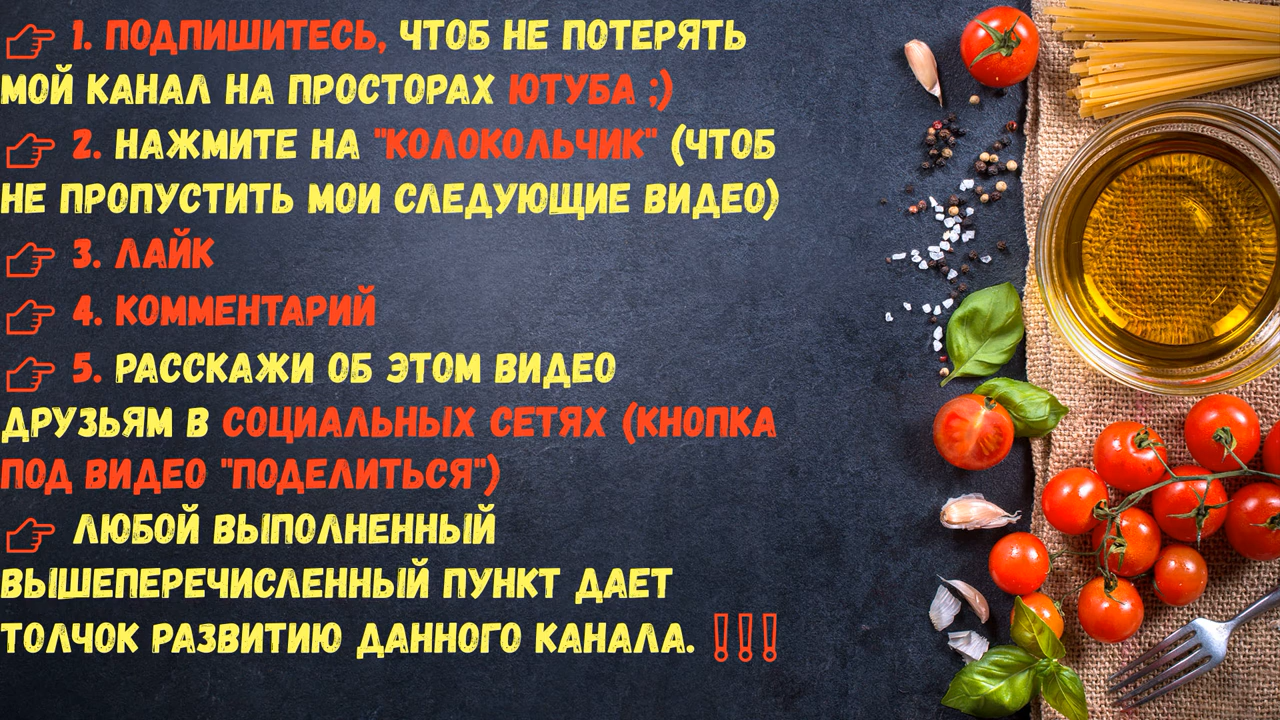 👉 1. ПОДПИШИТЕСЬ, ЧТОБ НЕ ПОТЕРЯТЬ
МОЙ КАНАЛ НА ПРОСТОРАХ ЮТУБА ;)
👉 2. НАЖМИТЕ НА "КОЛОКОЛЬЧИК" (ЧТОБ
НЕ ПРОПУСТИТЬ МОИ СЛЕДУЮЩИЕ ВИДЕО)
👉 3. ЛАЙК
👉 4. КОММЕНТАРИЙ
👉 5. РАССКАЖИ ОБ ЭТОМ ВИДЕО
ДРУЗЬЯМ В СОЦИАЛЬНЫХ СЕТЯХ (КНОПКА
ПОД ВИДЕО "ПОДЕЛИТЬСЯ")
👉 ЛЮБОЙ ВЫПОЛНЕННЫЙ
ВЫШЕПЕРЕЧИСЛЕННЫЙ ПУНКТ ДАЕТ
ТОЛЧОК РАЗВИТИЮ ДАННОГО КАНАЛА. ❗❗❗